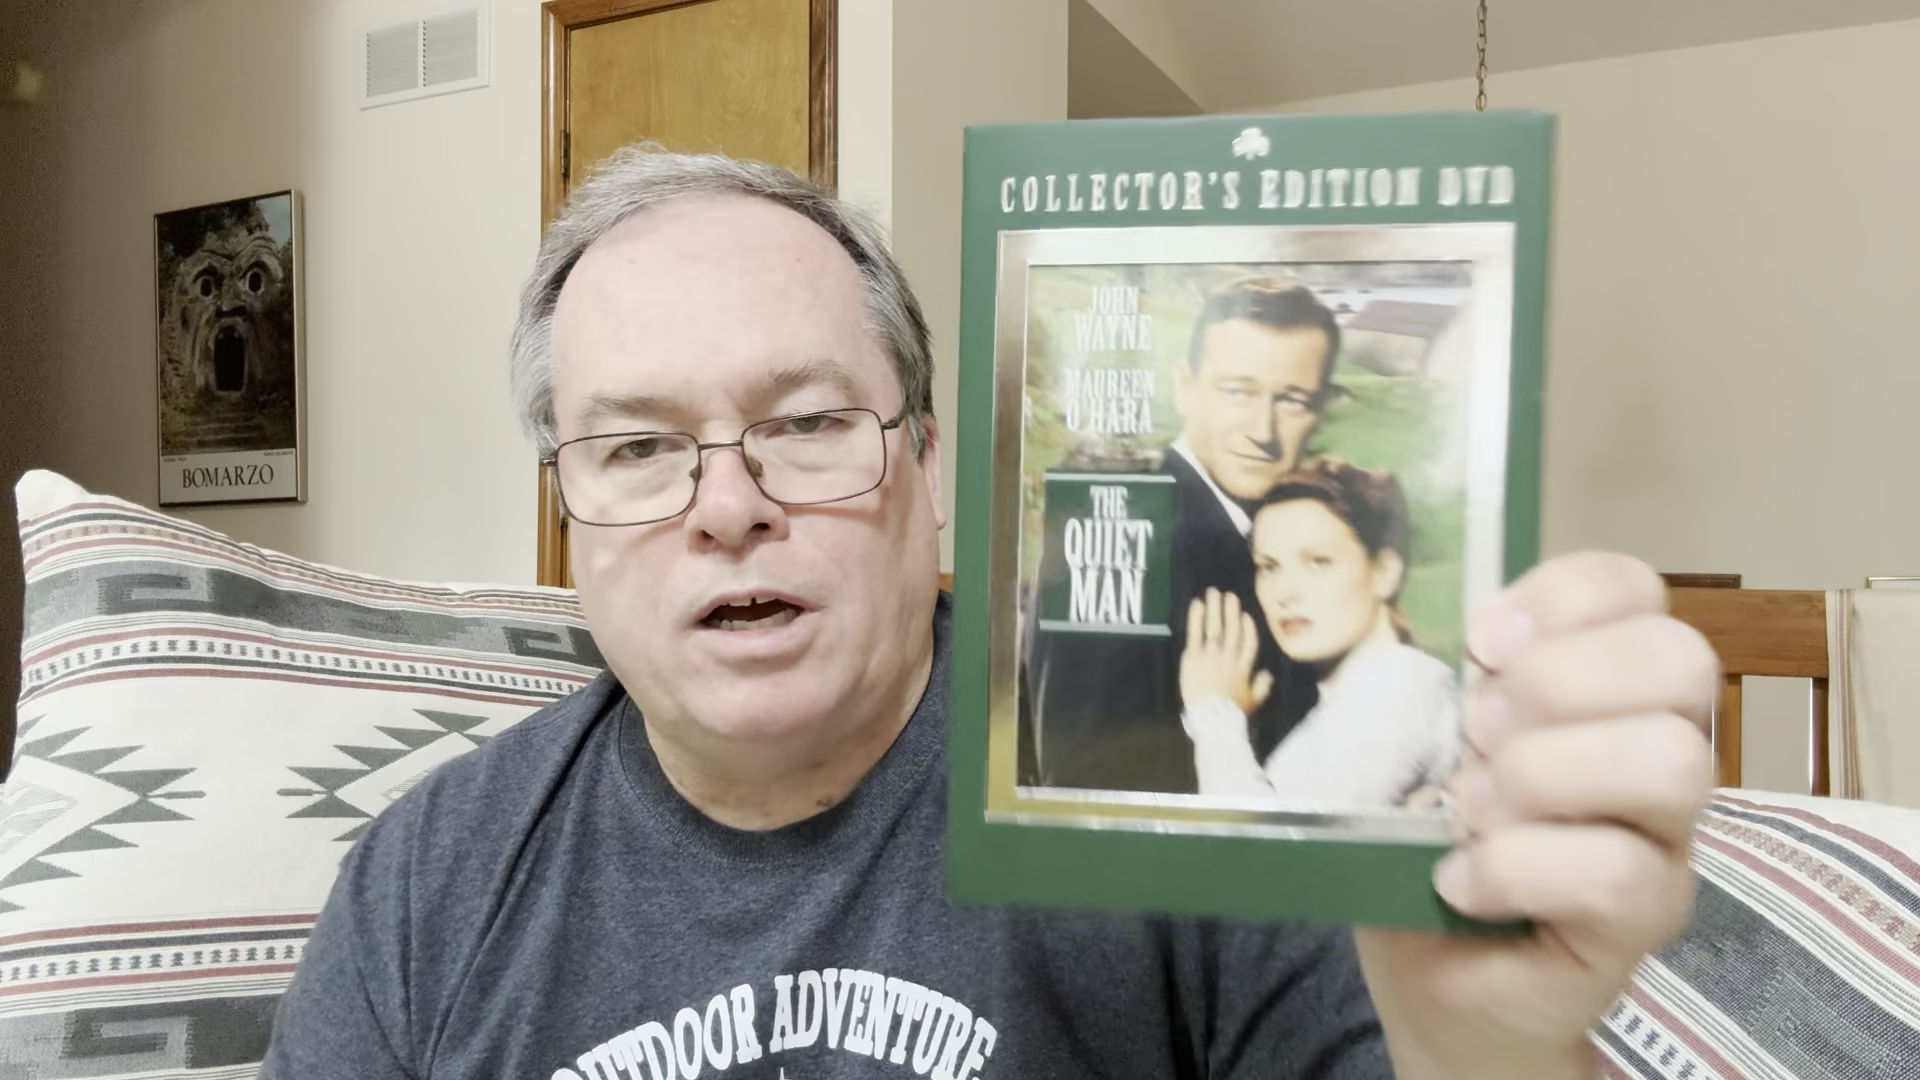 COLLECTOR'S EDITION DVD
JOHN
WAYNE
MAUREEN
O'HARA
THE
QUIET
MAN
BOMARZO
OUTDOOR ADVENTURE